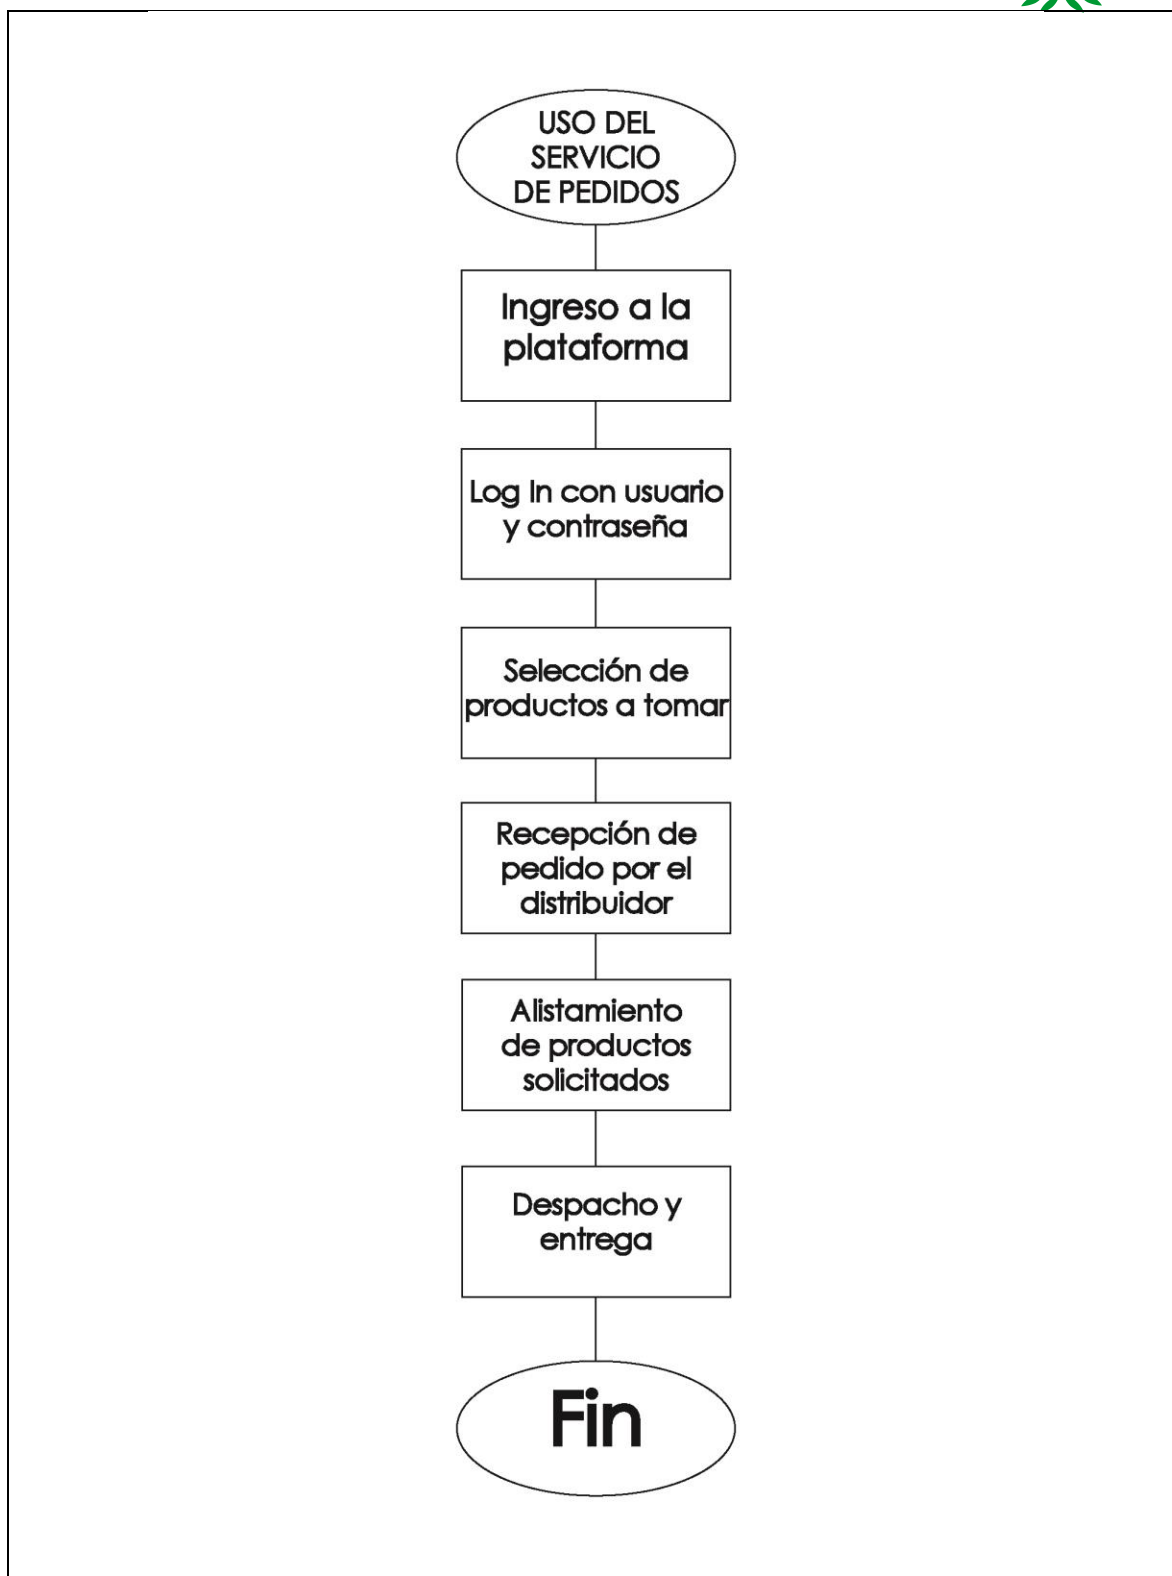 USO DEL
SERVICIO
DE PEDIDOS
Ingreso a la
plataforma
Log In con usuario
y contraseña
Selección de
productos a tomar
Recepción de
pedido por el
distribuidor
Alistamiento
de productos
solicitados
Despacho y
entrega
Fin